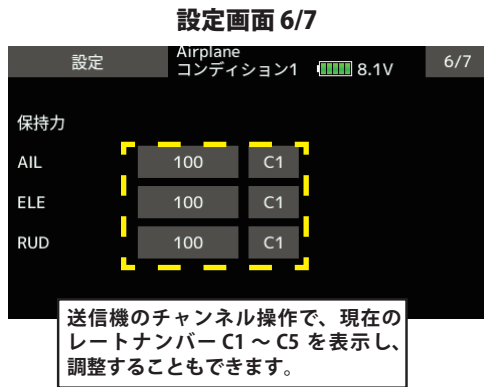 設定画面 6/7
設定
Airplane
コンディション1
8.1V
6/7
保持力
AIL 100 C1
ELE 100 C1
RUD 100 C1
送信機のチャンネル操作で、現在の
レートナンバー C1 ～ C5 を表示し、
調整することもできます。